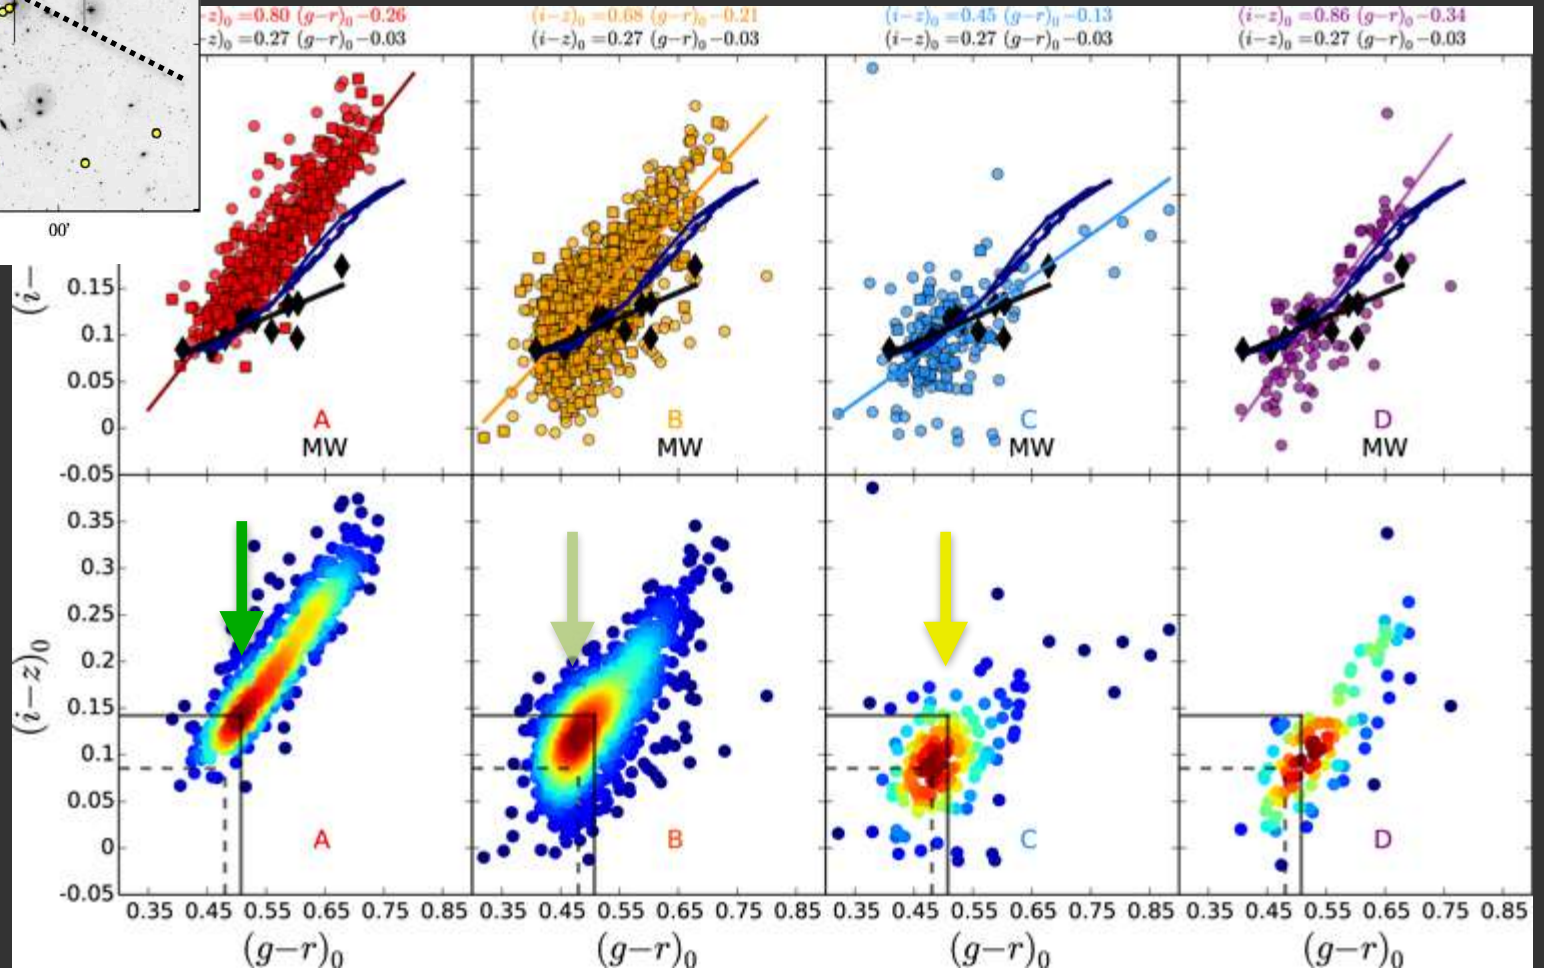 -z)₀ =0.80 (g-r)₀ -0.26
-z)₀ =0.27 (g-r)₀ -0.03
(i-z)₀ =0.68 (g-r)₀ -0.21
(i-z)₀ =0.27 (g-r)₀ -0.03
(i-z)₀ =0.45 (g-r)₀ -0.13
(i-z)₀ =0.27 (g-r)₀ -0.03
(i-z)₀ =0.86 (g-r)₀ -0.34
(i-z)₀ =0.27 (g-r)₀ -0.03
00'
(i-
0.15
0.1
0.05
0
-0.05
A
MW
B
MW
C
MW
D
MW
(i-z)₀
0.35
0.3
0.25
0.2
0.15
0.1
0.05
0
-0.05
A
B
C
D
0.35 0.45 0.55 0.65 0.75 0.85
0.35 0.45 0.55 0.65 0.75 0.85
0.35 0.45 0.55 0.65 0.75 0.85
0.35 0.45 0.55 0.65 0.75 0.85
(g-r)₀
(g-r)₀
(g-r)₀
(g-r)₀